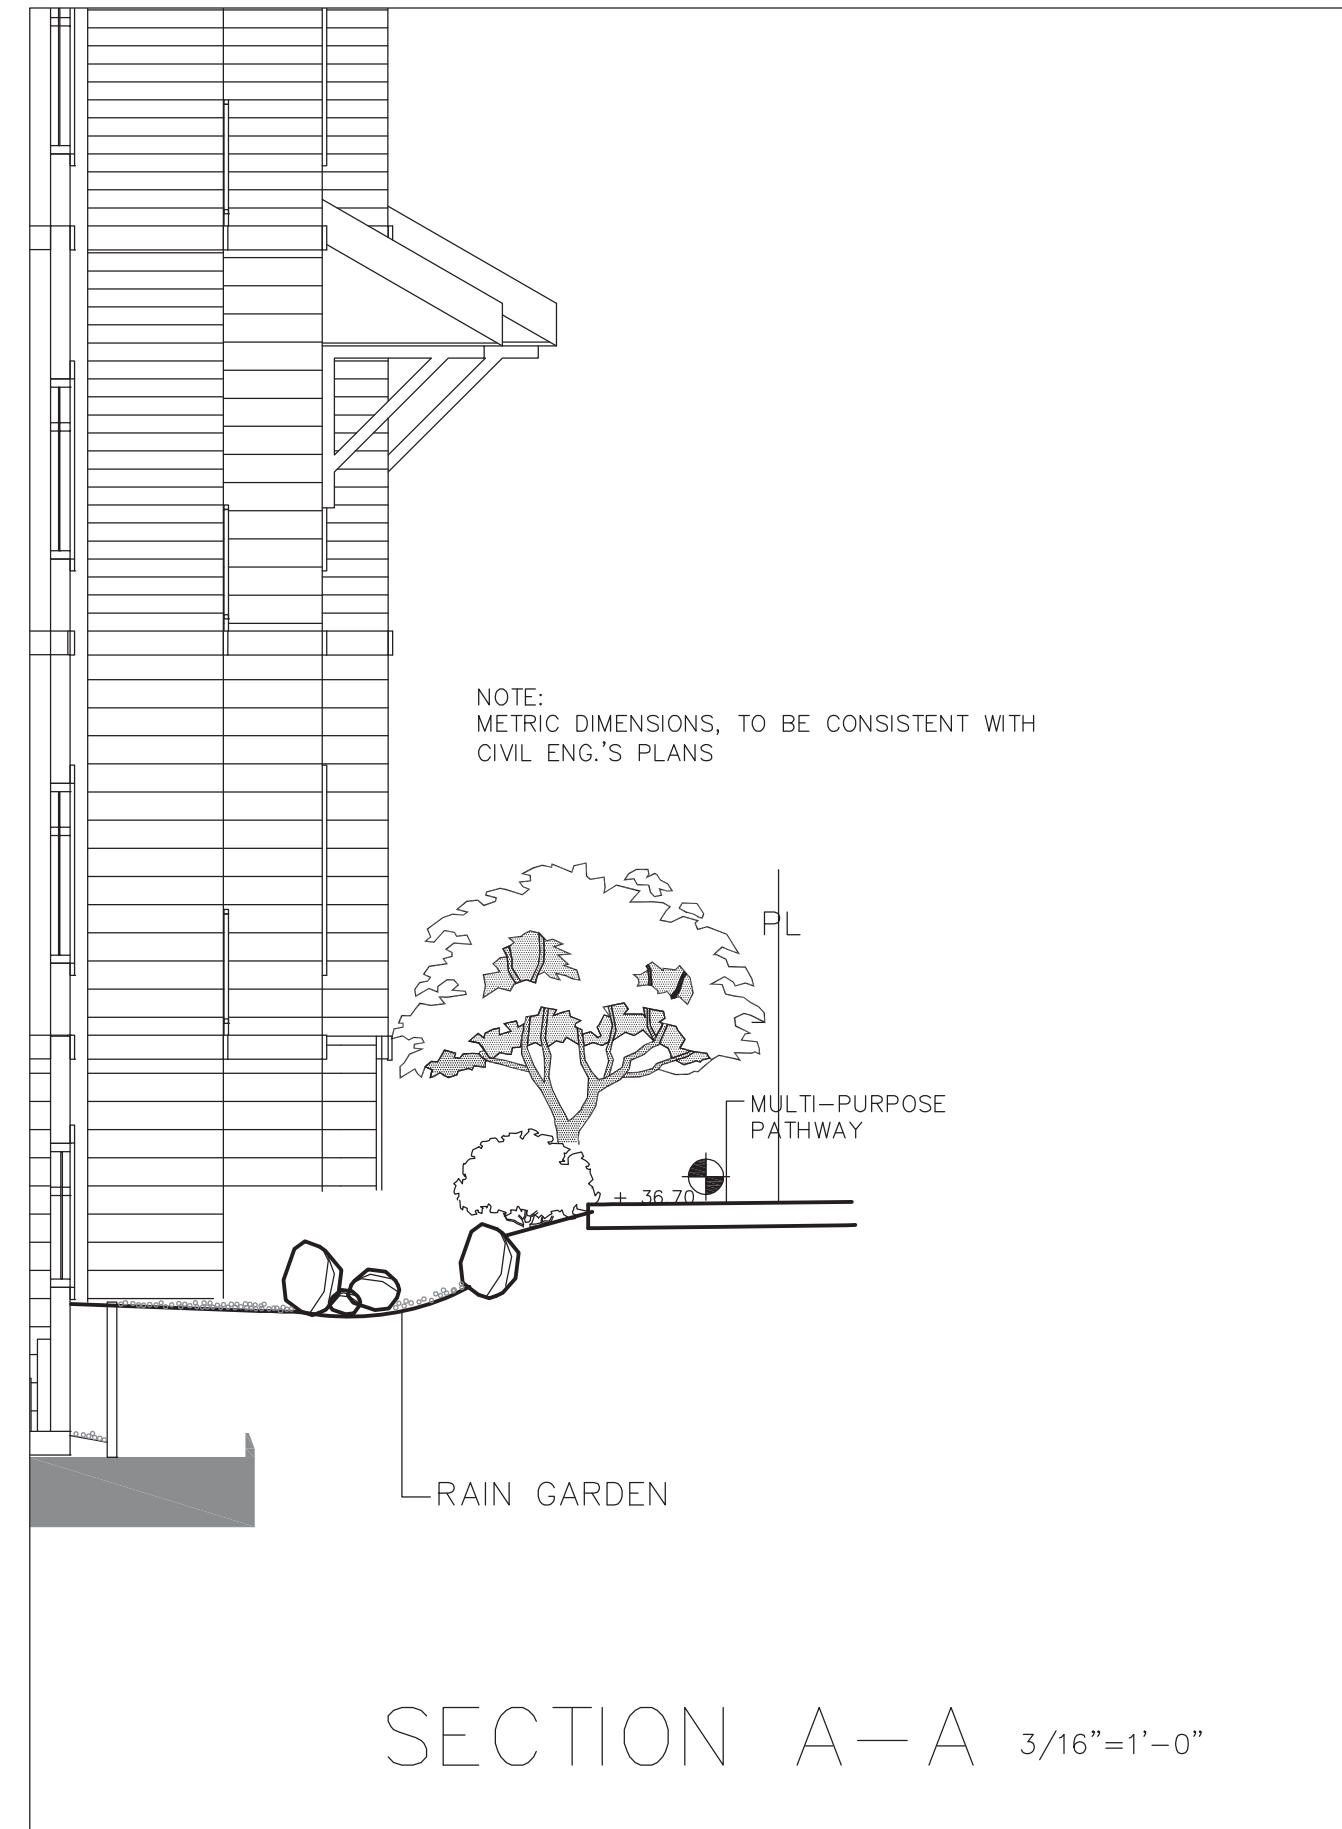 NOTE:
METRIC DIMENSIONS, TO BE CONSISTENT WITH
CIVIL ENG.'S PLANS
PL
MULTI-PURPOSE
PATHWAY
+ 36.70
RAIN GARDEN
SECTION A-A 3/16"=1'-0"